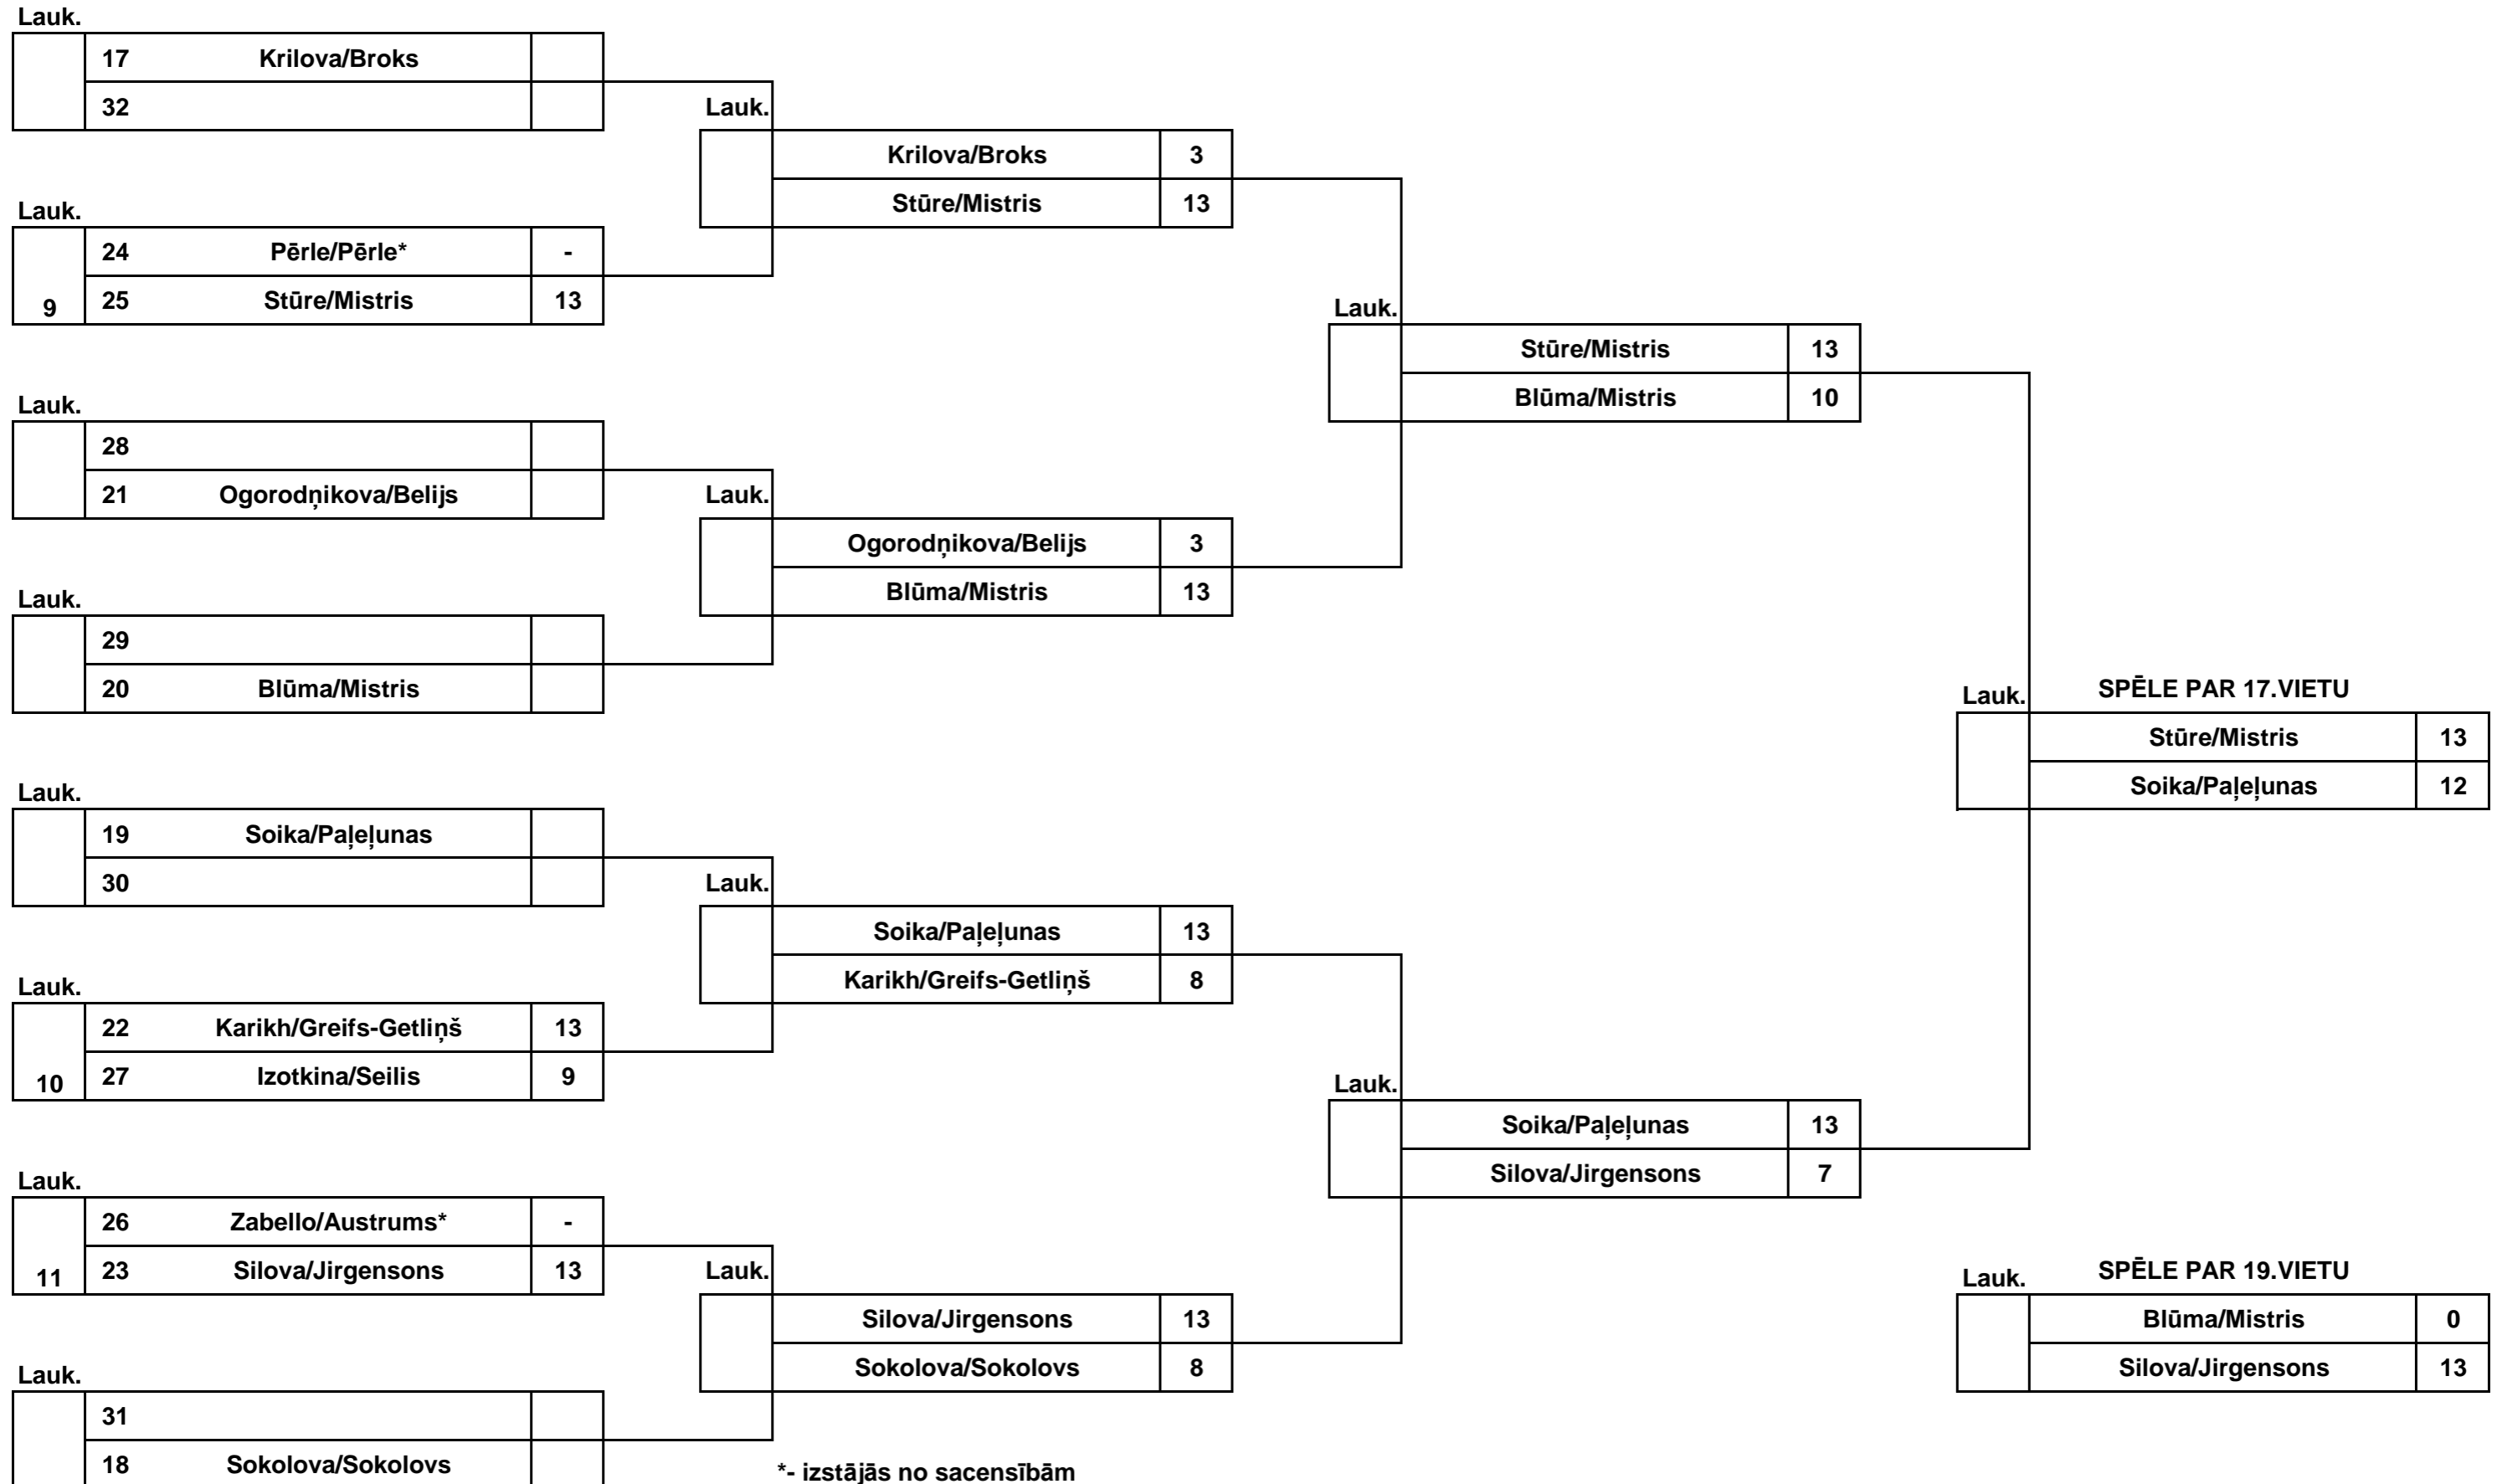 Lauk.
17 Krilova/Broks
32
Lauk.
Krilova/Broks 3
Stūre/Mistris 13
Lauk.
24 Pērle/Pērle* -
9 25 Stūre/Mistris 13
Lauk.
Stūre/Mistris 13
Blūma/Mistris 10
Lauk.
28
21 Ogorodņikova/Belijs
Lauk.
Ogorodņikova/Belijs 3
Blūma/Mistris 13
Lauk.
29
20 Blūma/Mistris
Lauk. SPĒLE PAR 17.VIETU
Stūre/Mistris 13
Soika/Paļeļunas 12
Lauk.
19 Soika/Paļeļunas
30
Lauk.
Soika/Paļeļunas 13
Karikh/Greifs-Getliņš 8
Lauk.
22 Karikh/Greifs-Getliņš 13
10 27 Izotkina/Seilis 9
Lauk.
Soika/Paļeļunas 13
Silova/Jirgensons 7
Lauk.
26 Zabello/Austrums* -
11 23 Silova/Jirgensons 13
Lauk.
Silova/Jirgensons 13
Sokolova/Sokolovs 8
Lauk. SPĒLE PAR 19.VIETU
Blūma/Mistris 0
Silova/Jirgensons 13
Lauk.
31
18 Sokolova/Sokolovs
*- izstājās no sacensībām